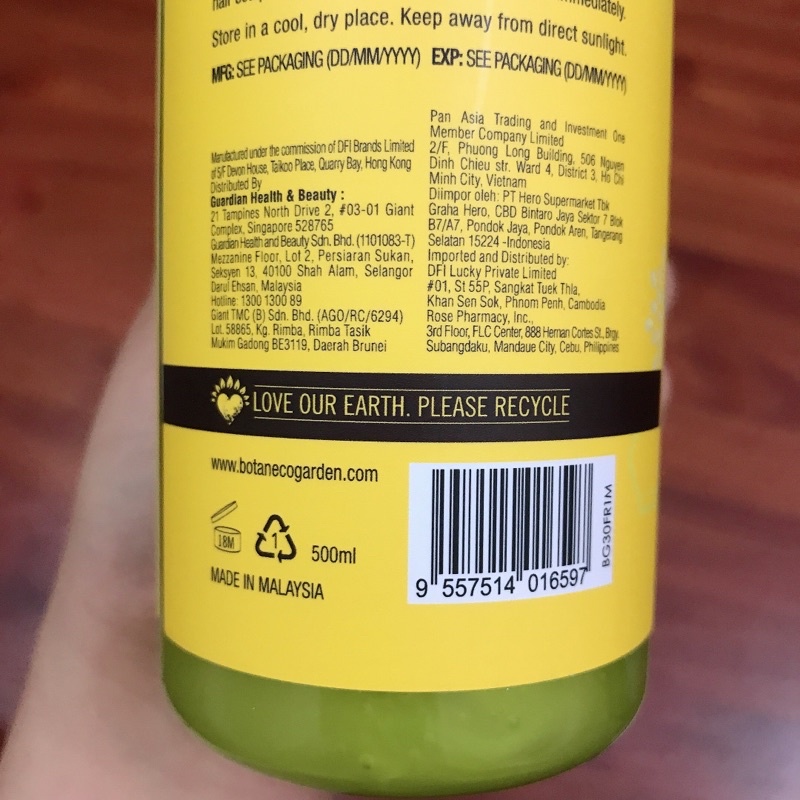 immediately.
Store in a cool, dry place. Keep away from direct sunlight.
MFG: SEE PACKAGING (DD/MM/YYYY) EXP: SEE PACKAGING (DD/MM/YYYY)
Manufactured under the commission of DFI Brands Limited
of 5/F Devon House, Taikoo Place, Quarry Bay, Hong Kong
Distributed By
Guardian Health & Beauty :
21 Tampines North Drive 2, #03-01 Giant
Complex, Singapore 528765
Guardian Health and Beauty Sdn. Bhd. (1101083-T)
Mezzanine Floor, Lot 2, Persiaran Sukan,
Seksyen 13, 40100 Shah Alam, Selangor
Darul Ehsan, Malaysia
Hotline: 1300 1300 89
Giant TMC (B) Sdn. Bhd. (AGO/RC/6294)
Lot. 58865, Kg. Rimba, Rimba Tasik
Mukim Gadong BE3119, Daerah Brunei
Pan Asia Trading and Investment One
Member Company Limited
2/F, Phuong Long Building, 506 Nguyen
Dinh Chieu str. Ward 4, District 3, Ho Chi
Minh City, Vietnam
Diimpor oleh: PT Hero Supermarket Tbk
Graha Hero, CBD Bintaro Jaya Sektor 7 Blok
B7/A7, Pondok Jaya, Pondok Aren, Tangerang
Selatan 15224 -Indonesia
Imported and Distributed by:
DFI Lucky Private Limited
#01, St 55P, Sangkat Tuek Thla,
Khan Sen Sok, Phnom Penh, Cambodia
Rose Pharmacy, Inc.,
3rd Floor, FLC Center, 888 Hernan Cortes St., Brgy.
Subangdaku, Mandaue City, Cebu, Philippines
LOVE OUR EARTH. PLEASE RECYCLE
www.botanecogarden.com
18M
1
500ml
MADE IN MALAYSIA
9 557514 016597
BG30FR1M